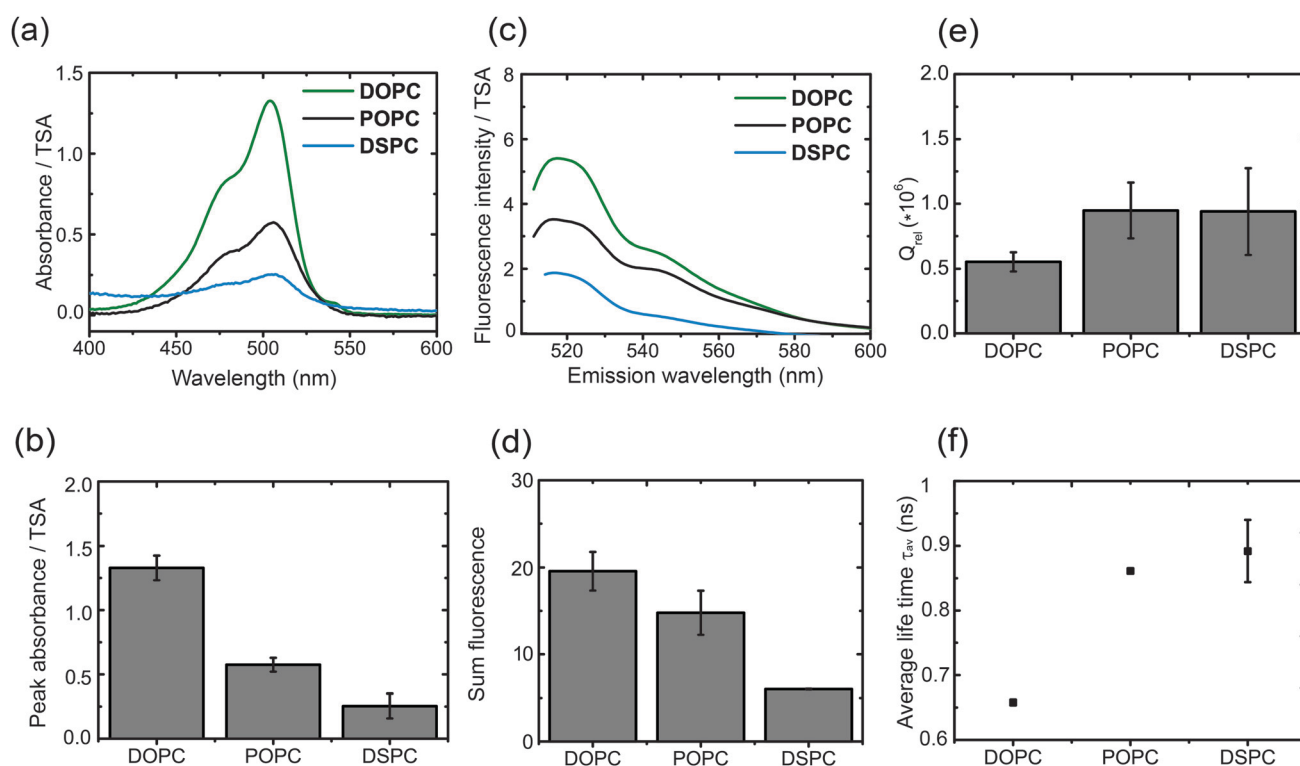 (a)
Absorbance / TSA
1.5
1.0
0.5
0.0
DOPC
POPC
DSPC
400 450 500 550 600
Wavelength (nm)
(c)
Fluorescence intensity / TSA
8
6
4
2
0
DOPC
POPC
DSPC
520 540 560 580 600
Emission wavelength (nm)
(e)
Qrel (*10⁶)
2.0
1.5
1.0
0.5
0.0
DOPC POPC DSPC
(b)
Peak absorbance / TSA
2.0
1.5
1.0
0.5
0.0
DOPC POPC DSPC
(d)
Sum fluorescence
30
20
10
0
DOPC POPC DSPC
(f)
Average life time τav (ns)
1
0.9
0.8
0.7
0.6
DOPC POPC DSPC